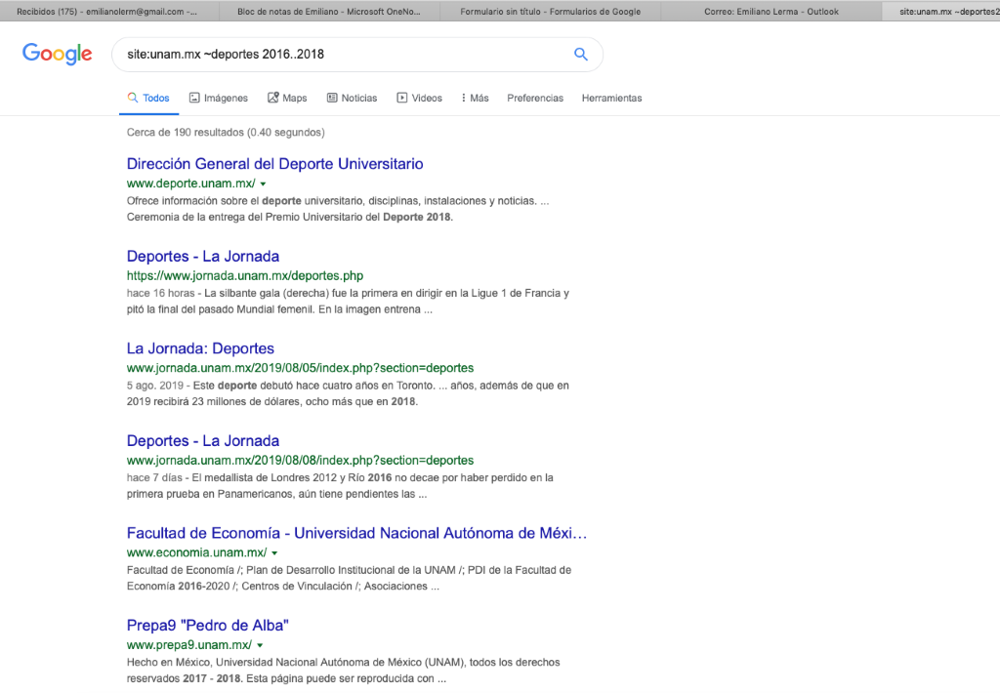 Recibidos (175) - emilianolerm@gmail.com -...
Bloc de notas de Emiliano - Microsoft OneNo...
Formulario sin título - Formularios de Google
Correo: Emiliano Lerma - Outlook
site:unam.mx ~deportes2
Google
site:unam.mx ~deportes 2016..2018
Todos
Imágenes
Maps
Noticias
Videos
Más
Preferencias
Herramientas
Cerca de 190 resultados (0.40 segundos)
Dirección General del Deporte Universitario
www.deporte.unam.mx/
Ofrece información sobre el deporte universitario, disciplinas, instalaciones y noticias. ...
Ceremonia de la entrega del Premio Universitario del Deporte 2018.
Deportes - La Jornada
https://www.jornada.unam.mx/deportes.php
hace 16 horas - La silbante gala (derecha) fue la primera en dirigir en la Ligue 1 de Francia y
pitó la final del pasado Mundial femenil. En la imagen entrena ...
La Jornada: Deportes
www.jornada.unam.mx/2019/08/05/index.php?section=deportes
5 ago. 2019 - Este deporte debutó hace cuatro años en Toronto. ... años, además de que en
2019 recibirá 23 millones de dólares, ocho más que en 2018.
Deportes - La Jornada
www.jornada.unam.mx/2019/08/08/index.php?section=deportes
hace 7 días - El medallista de Londres 2012 y Río 2016 no decae por haber perdido en la
primera prueba en Panamericanos, aún tiene pendientes las ...
Facultad de Economía - Universidad Nacional Autónoma de Méxi...
www.economia.unam.mx/
Facultad de Economía /; Plan de Desarrollo Institucional de la UNAM /; PDI de la Facultad de
Economía 2016-2020 /; Centros de Vinculación /; Asociaciones ...
Prepa9 "Pedro de Alba"
www.prepa9.unam.mx/
Hecho en México, Universidad Nacional Autónoma de México (UNAM), todos los derechos
reservados 2017 - 2018. Esta página puede ser reproducida con ...